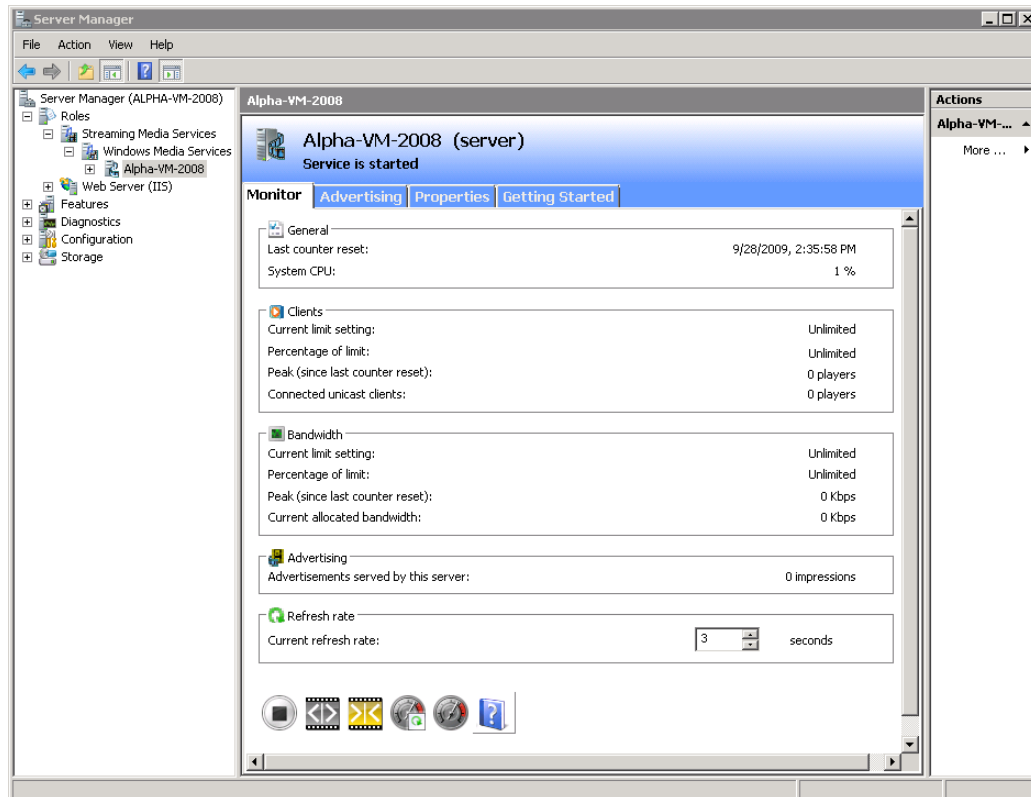 Server Manager
File Action View Help
Server Manager (ALPHA-VM-2008)
Roles
Streaming Media Services
Windows Media Services
Alpha-VM-2008
Web Server (IIS)
Features
Diagnostics
Configuration
Storage
Alpha-VM-2008
Alpha-VM-2008 (server)
Service is started
Monitor Advertising Properties Getting Started
General
Last counter reset: 9/28/2009, 2:35:58 PM
System CPU: 1 %
Clients
Current limit setting: Unlimited
Percentage of limit: Unlimited
Peak (since last counter reset): 0 players
Connected unicast clients: 0 players
Bandwidth
Current limit setting: Unlimited
Percentage of limit: Unlimited
Peak (since last counter reset): 0 Kbps
Current allocated bandwidth: 0 Kbps
Advertising
Advertisements served by this server: 0 impressions
Refresh rate
Current refresh rate: 3 seconds
Actions
Alpha-VM-...
More ...